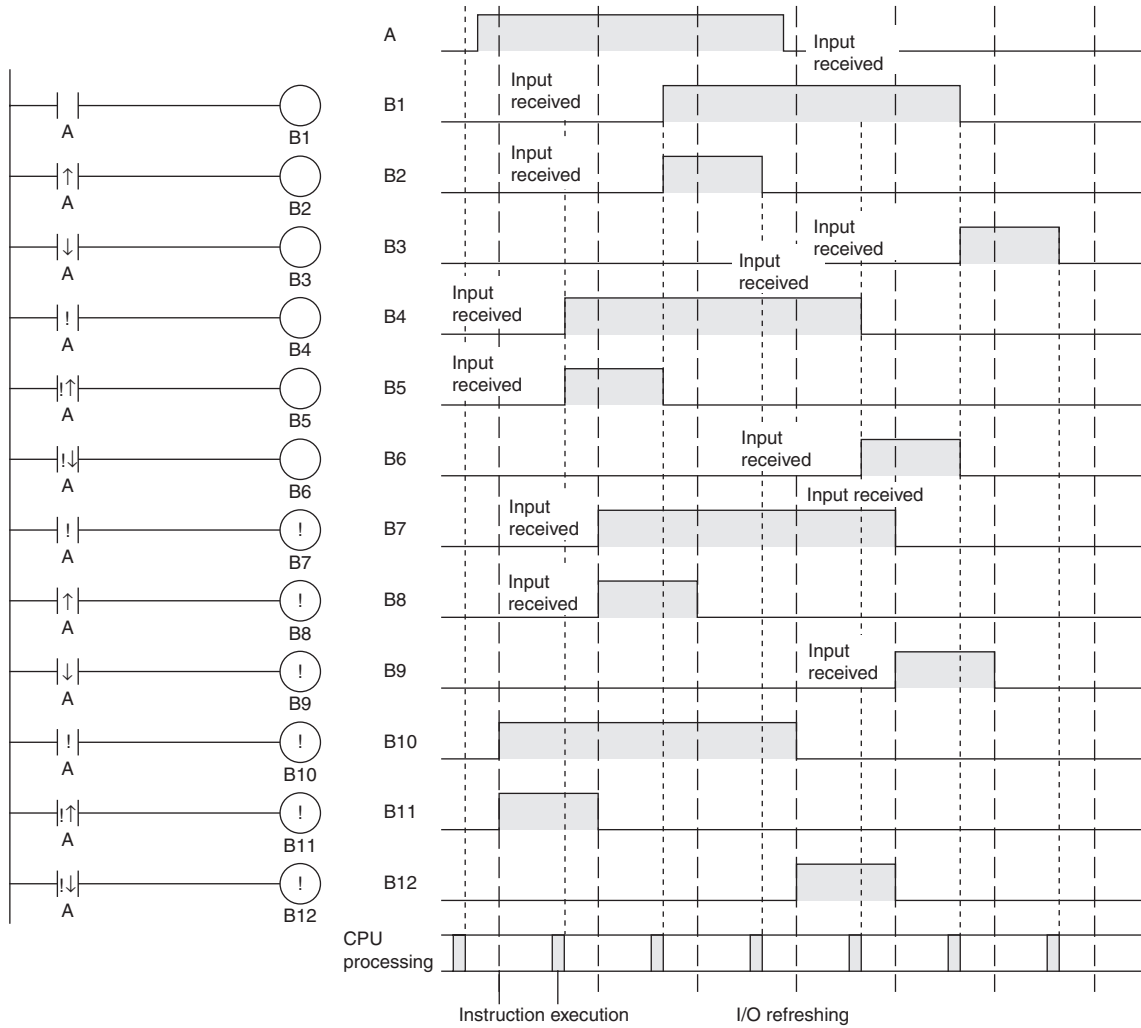 A
Input
received
A
B1
B1
Input
received
↑
A
B2
B2
Input
received
↓
A
B3
B3
Input
received
!
A
B4
B4
Input
received
Input
received
!↑
A
B5
B5
Input
received
!↓
A
B6
B6
Input
received
!
A
!
B7
B7
Input
received
Input received
↑
A
!
B8
B8
Input
received
↓
A
!
B9
B9
Input
received
!
A
!
B10
B10
!↑
A
!
B11
B11
!↓
A
!
B12
B12
CPU
processing
Instruction execution
I/O refreshing